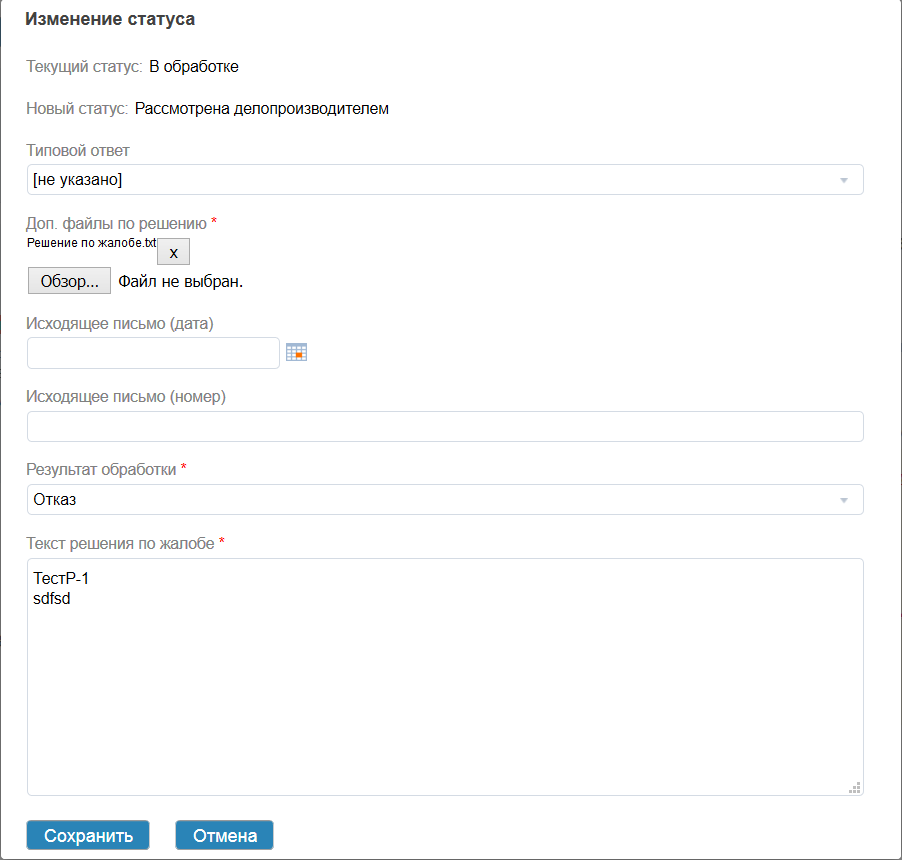 Изменение статуса
Текущий статус: В обработке
Новый статус: Рассмотрена делопроизводителем
Типовой ответ
[не указано]
Доп. файлы по решению *
Решение по жалобе.txt x
Обзор... Файл не выбран.
Исходящее письмо (дата)
Исходящее письмо (номер)
Результат обработки *
Отказ
Текст решения по жалобе *
ТестР-1
sdfsd
Сохранить Отмена